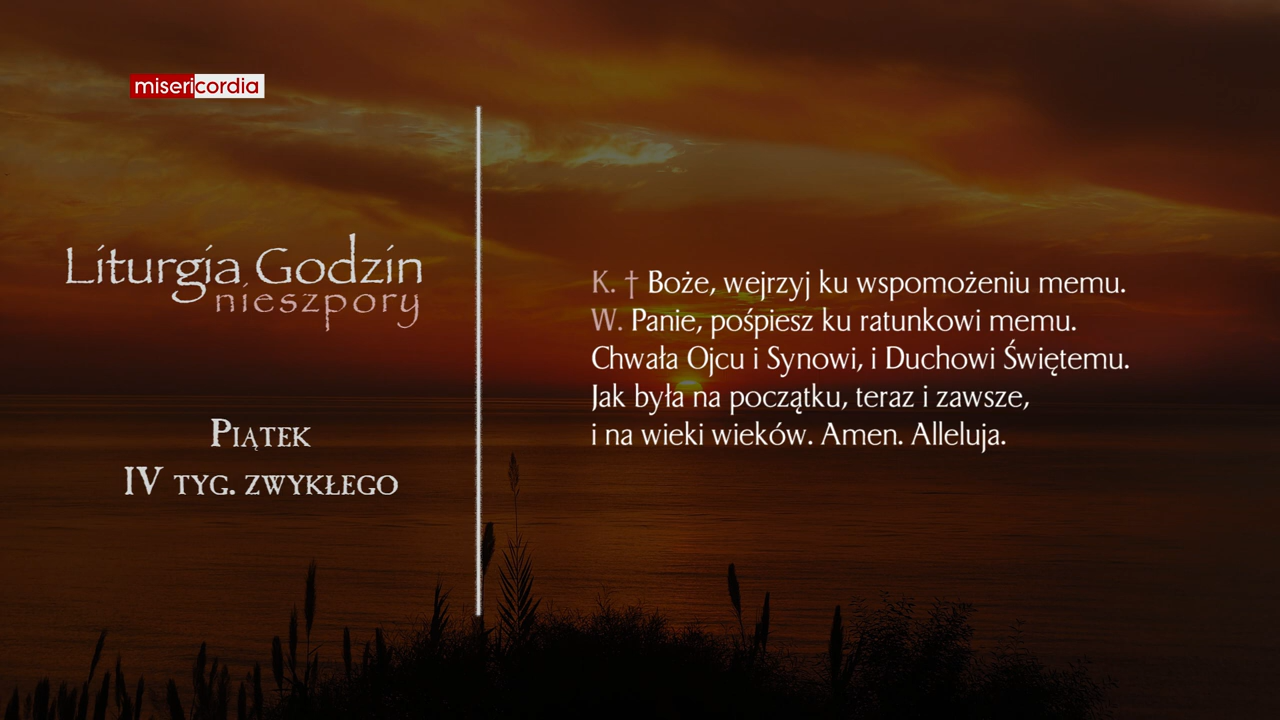 misericordia
Liturgia Godzin
nieszpory
Piątek
IV tyg. zwykłego
K. † Boże, wejrzyj ku wspomożeniu memu.
W. Panie, pośpiesz ku ratunkowi memu.
Chwała Ojcu i Synowi, i Duchowi Świętemu.
Jak była na początku, teraz i zawsze,
i na wieki wieków. Amen. Alleluja.